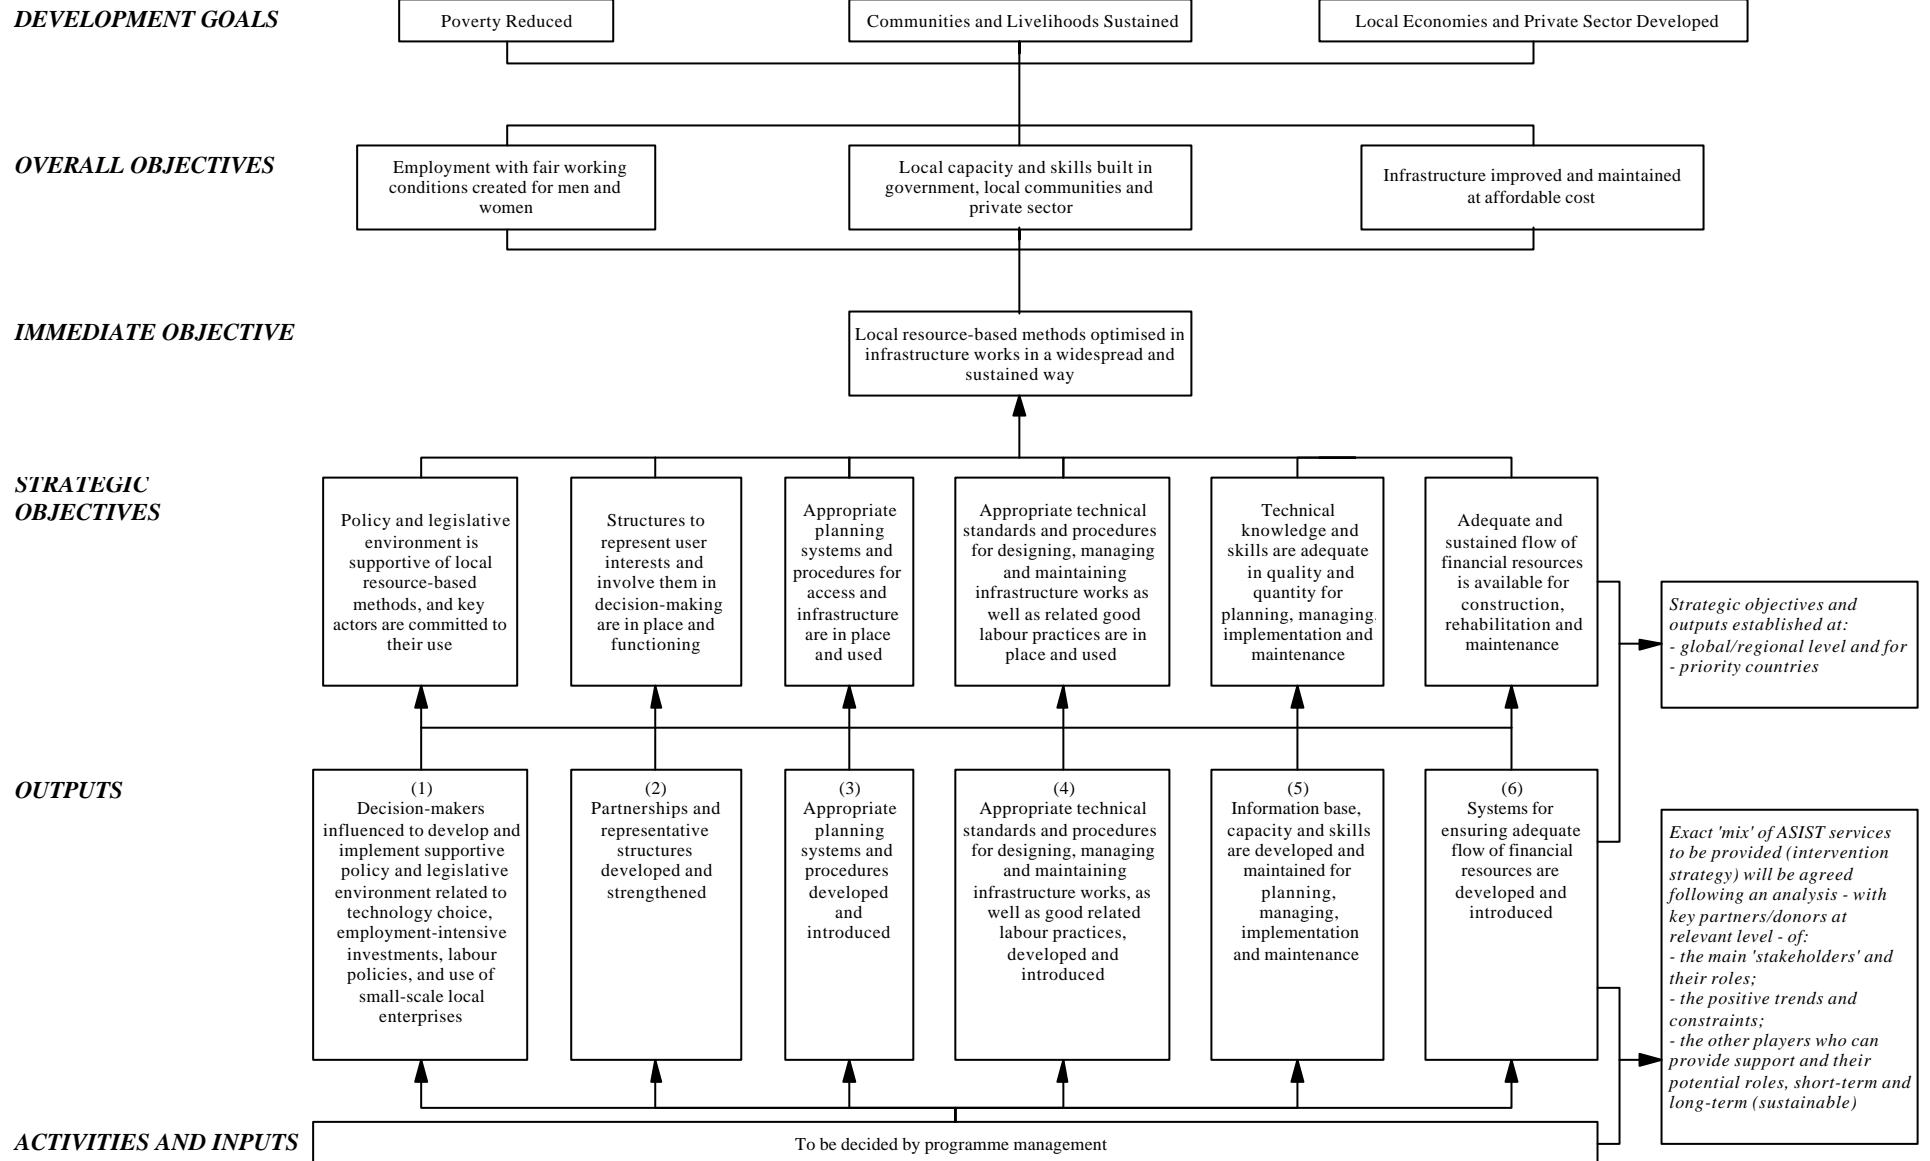 DEVELOPMENT GOALS
Poverty Reduced
Communities and Livelihoods Sustained
Local Economies and Private Sector Developed
OVERALL OBJECTIVES
Employment with fair working
conditions created for men and
women
Local capacity and skills built in
government, local communities and
private sector
Infrastructure improved and maintained
at affordable cost
IMMEDIATE OBJECTIVE
Local resource-based methods optimised in
infrastructure works in a widespread and
sustained way
STRATEGIC
OBJECTIVES
Policy and legislative
environment is
supportive of local
resource-based
methods, and key
actors are committed to
their use
Structures to
represent user
interests and
involve them in
decision-making
are in place and
functioning
Appropriate
planning
systems and
procedures for
access and
infrastructure
are in place
and used
Appropriate technical
standards and procedures
for designing, managing
and maintaining
infrastructure works as
well as related good
labour practices are in
place and used
Technical
knowledge and
skills are adequate
in quality and
quantity for
planning, managing,
implementation and
maintenance
Adequate and
sustained flow of
financial resources
is available for
construction,
rehabilitation and
maintenance
Strategic objectives and
outputs established at:
- global/regional level and for
- priority countries
OUTPUTS
(1)
Decision-makers
influenced to develop and
implement supportive
policy and legislative
environment related to
technology choice,
employment-intensive
investments, labour
policies, and use of
small-scale local
enterprises
(2)
Partnerships and
representative
structures
developed and
strengthened
(3)
Appropriate
planning
systems and
procedures
developed
and
introduced
(4)
Appropriate technical
standards and procedures
for designing, managing
and maintaining
infrastructure works, as
well as good related
labour practices,
developed and
introduced
(5)
Information base,
capacity and skills
are developed and
maintained for
planning,
managing,
implementation
and maintenance
(6)
Systems for
ensuring adequate
flow of financial
resources are
developed and
introduced
Exact 'mix' of ASIST services
to be provided (intervention
strategy) will be agreed
following an analysis - with
key partners/donors at
relevant level - of:
- the main 'stakeholders' and
their roles;
- the positive trends and
constraints;
- the other players who can
provide support and their
potential roles, short-term and
long-term (sustainable)
ACTIVITIES AND INPUTS
To be decided by programme management